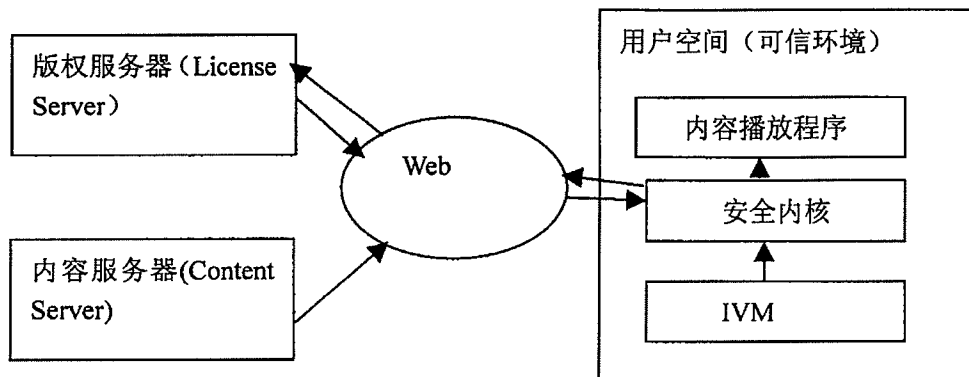 版权服务器（License
Server）
内容服务器(Content
Server)
Web
用户空间（可信环境）
内容播放程序
安全内核
IVM